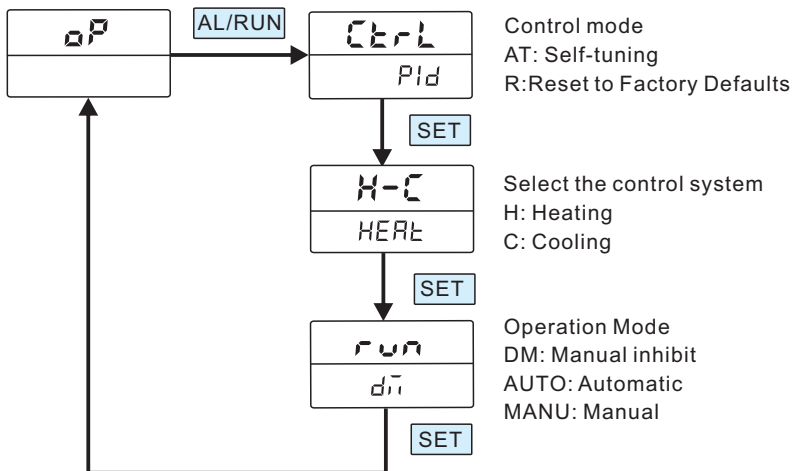 oP
AL/RUN
CtrL
PId
Control mode
AT: Self-tuning
R:Reset to Factory Defaults
SET
H-C
HEAt
Select the control system
H: Heating
C: Cooling
SET
run
dm
Operation Mode
DM: Manual inhibit
AUTO: Automatic
MANU: Manual
SET